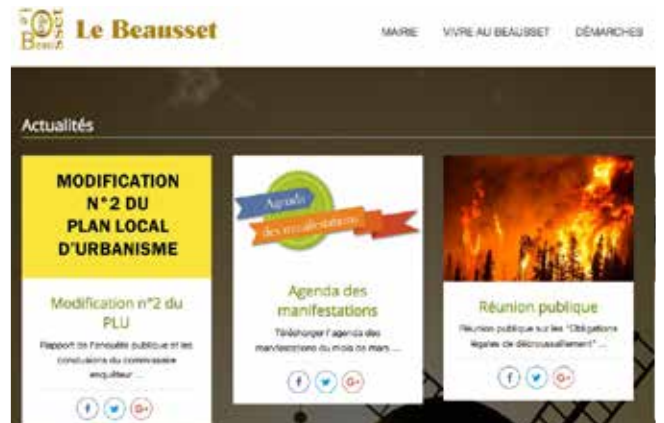 Le Beausset
MAIRIE VIVRE AU BEAUSSET DÉMARCHES
Actualités
MODIFICATION
N°2 DU
PLAN LOCAL
D'URBANISME
Modification n°2 du
PLU
Rapport de l'enquête publique et les
conclusions du commissaire
enquêteur ...
Agenda
des manifestations
Agenda des
manifestations
Télécharger l'agenda des
manifestations du mois de mars ...
Réunion publique
Réunion publique sur les "Obligations
légales de débroussaillement" ...